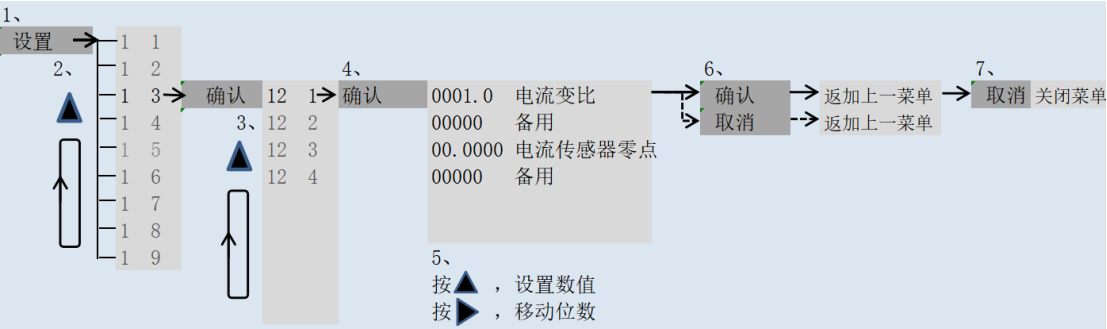 1、
设置
1 1
1 2
1 3
1 4
1 5
1 6
1 7
1 8
1 9
2、
确认
12 1
12 2
12 3
12 4
3、
4、
确认
0001.0 电流变比
00000 备用
00.0000 电流传感器零点
00000 备用
5、
按▲，设置数值
按▶，移动位数
6、
确认 返加上一菜单
取消 返加上一菜单
7、
取消 关闭菜单